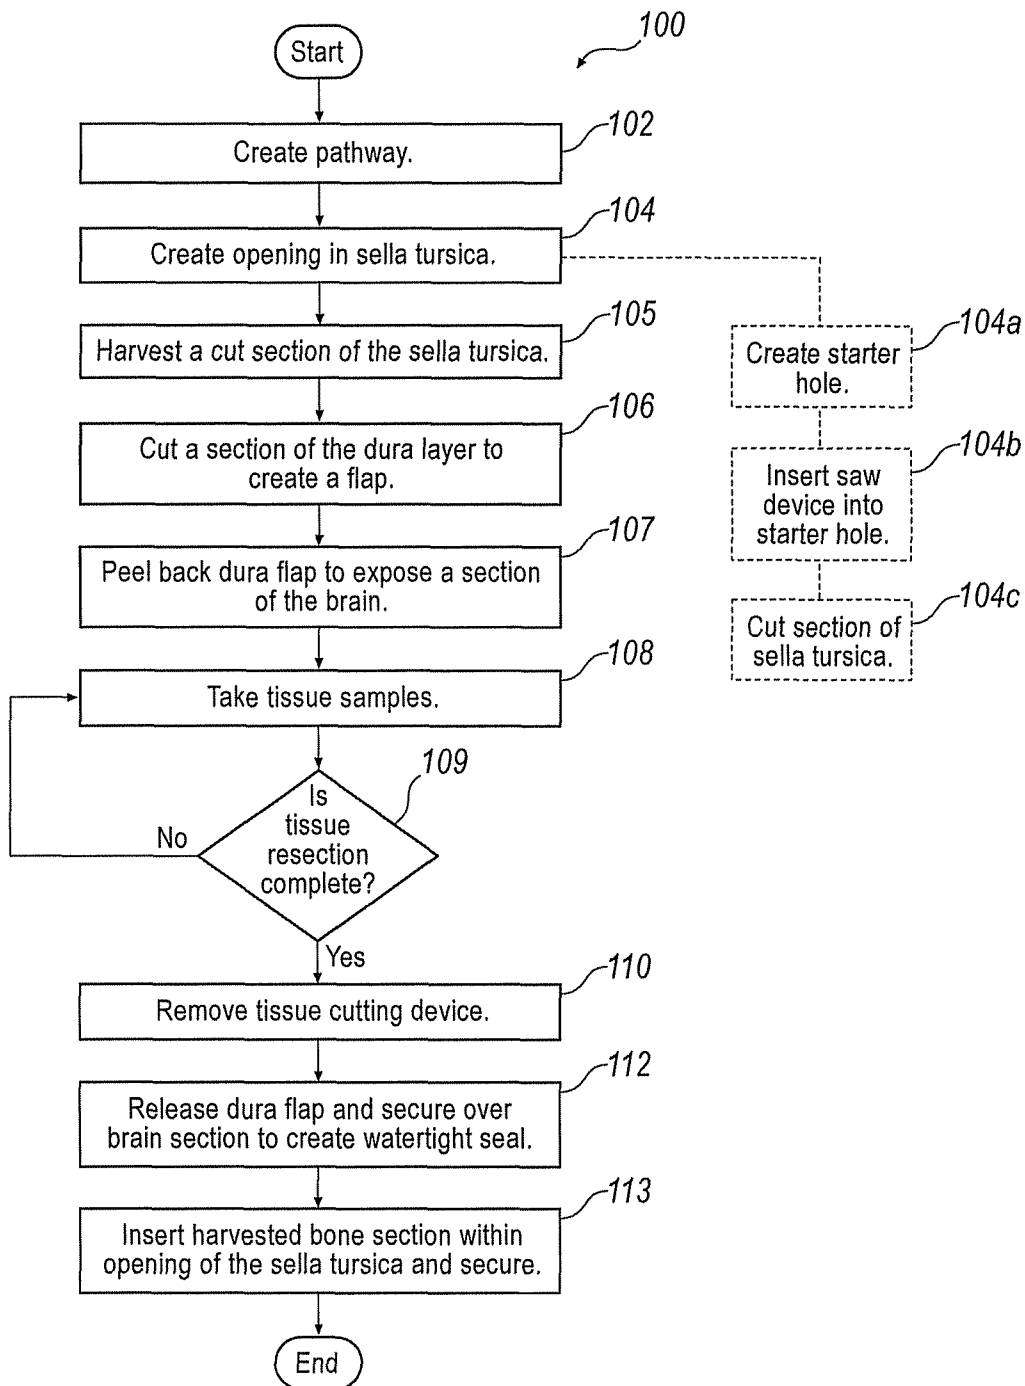 Start
100
102
Create pathway.
104
Create opening in sella tursica.
105
Harvest a cut section of the sella tursica.
104a
Create starter
hole.
106
Cut a section of the dura layer to
create a flap.
104b
Insert saw
device into
starter hole.
107
Peel back dura flap to expose a section
of the brain.
104c
Cut section of
sella tursica.
108
Take tissue samples.
109
Is
tissue
resection
complete?
No
Yes
110
Remove tissue cutting device.
112
Release dura flap and secure over
brain section to create watertight seal.
113
Insert harvested bone section within
opening of the sella tursica and secure.
End